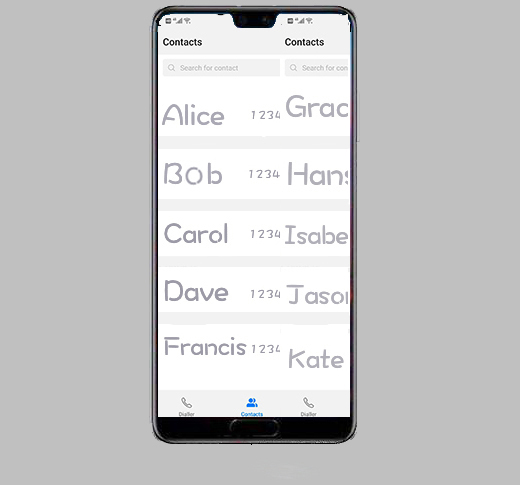 Contacts Contacts
Search for contact Search for con
Alice 1234 Grac
Bob 1234 Hans
Carol 1234 Isabe
Dave 1234 Jason
Francis 1234 Kate
Dialler Contacts Dialler